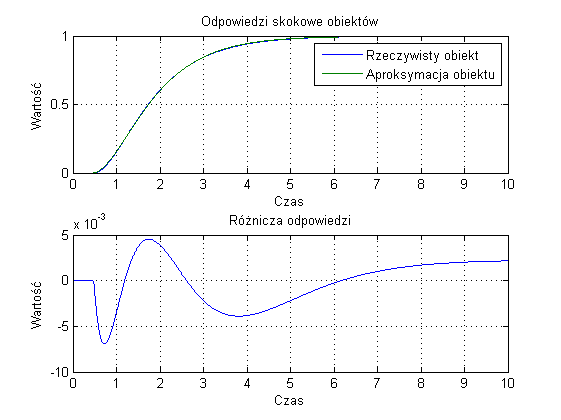 Odpowiedzi skokowe obiektów
1
0.5
0
Wartość
Rzeczywisty obiekt
Aproksymacja obiektu
0 1 2 3 4 5 6 7 8 9 10
Czas
Różnicza odpowiedzi
x 10^-3
5
0
-5
-10
Wartość
0 1 2 3 4 5 6 7 8 9 10
Czas